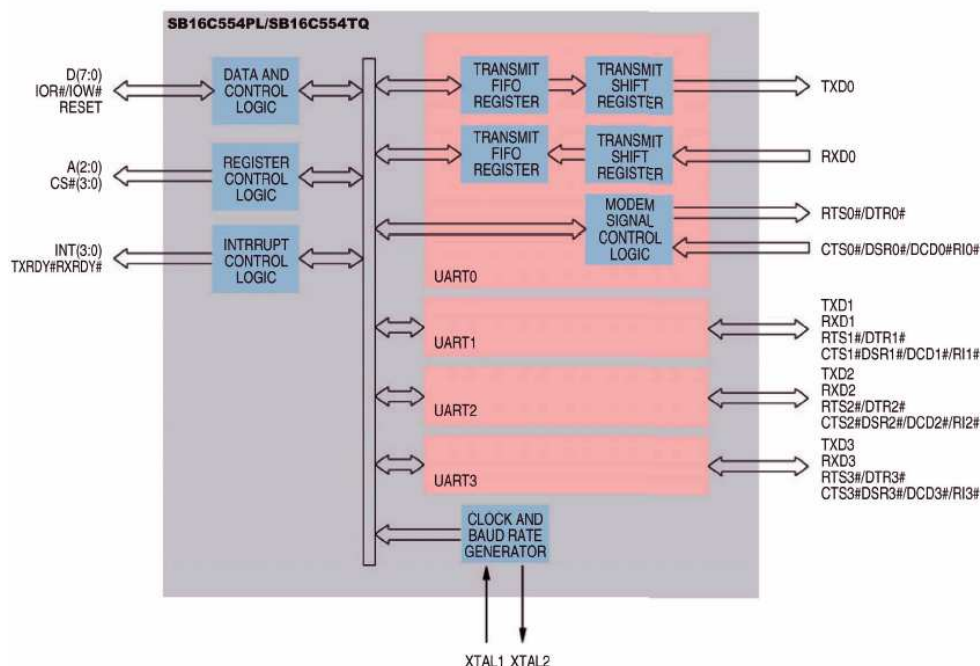 SB16C554PL/SB16C554TQ
D(7:0)
IOR#/IOW#
RESET
DATA AND
CONTROL
LOGIC
TRANSMIT
FIFO
REGISTER
TRANSMIT
SHIFT
REGISTER
TXD0
A(2:0)
CS#(3:0)
REGISTER
CONTROL
LOGIC
TRANSMIT
FIFO
REGISTER
TRANSMIT
SHIFT
REGISTER
RXD0
INT(3:0)
TXRDY#RXRDY#
INTRRUPT
CONTROL
LOGIC
MODEM
SIGNAL
CONTROL
LOGIC
RTS0#/DTR0#
CTS0#/DSR0#/DCD0#RI0#
UART0
UART1
TXD1
RXD1
RTS1#/DTR1#
CTS1#DSR1#/DCD1#/RI1#
UART2
TXD2
RXD2
RTS2#/DTR2#
CTS2#DSR2#/DCD2#/RI2#
UART3
TXD3
RXD3
RTS3#/DTR3#
CTS3#DSR3#/DCD3#/RI3#
CLOCK AND
BAUD RATE
GENERATOR
XTAL1 XTAL2